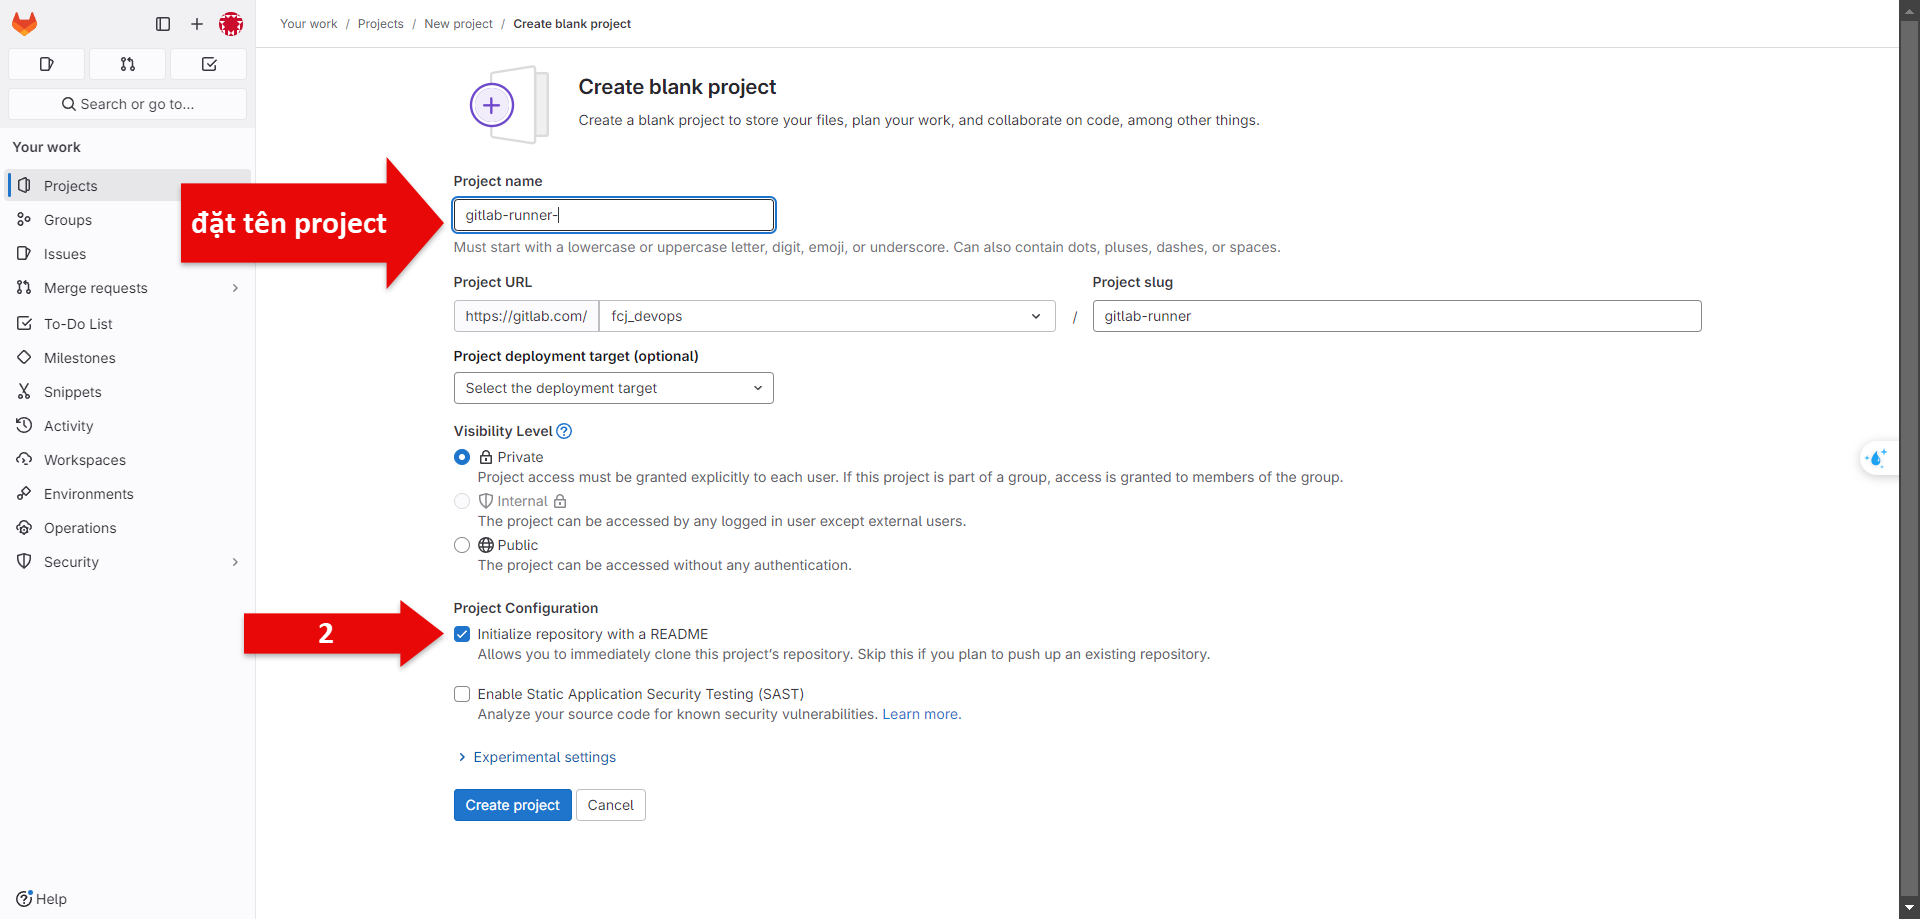 Your work / Projects / New project / Create blank project
Search or go to...
Your work
Projects
Groups
Issues
Merge requests
To-Do List
Milestones
Snippets
Activity
Workspaces
Environments
Operations
Security
Help
Create blank project
Create a blank project to store your files, plan your work, and collaborate on code, among other things.
đặt tên project
Project name
gitlab-runner-
Must start with a lowercase or uppercase letter, digit, emoji, or underscore. Can also contain dots, pluses, dashes, or spaces.
Project URL
https://gitlab.com/ fcj_devops /
Project slug
gitlab-runner
Project deployment target (optional)
Select the deployment target
Visibility Level
Private
Project access must be granted explicitly to each user. If this project is part of a group, access is granted to members of the group.
Internal
The project can be accessed by any logged in user except external users.
Public
The project can be accessed without any authentication.
Project Configuration
2
Initialize repository with a README
Allows you to immediately clone this project's repository. Skip this if you plan to push up an existing repository.
Enable Static Application Security Testing (SAST)
Analyze your source code for known security vulnerabilities. Learn more.
Experimental settings
Create project
Cancel